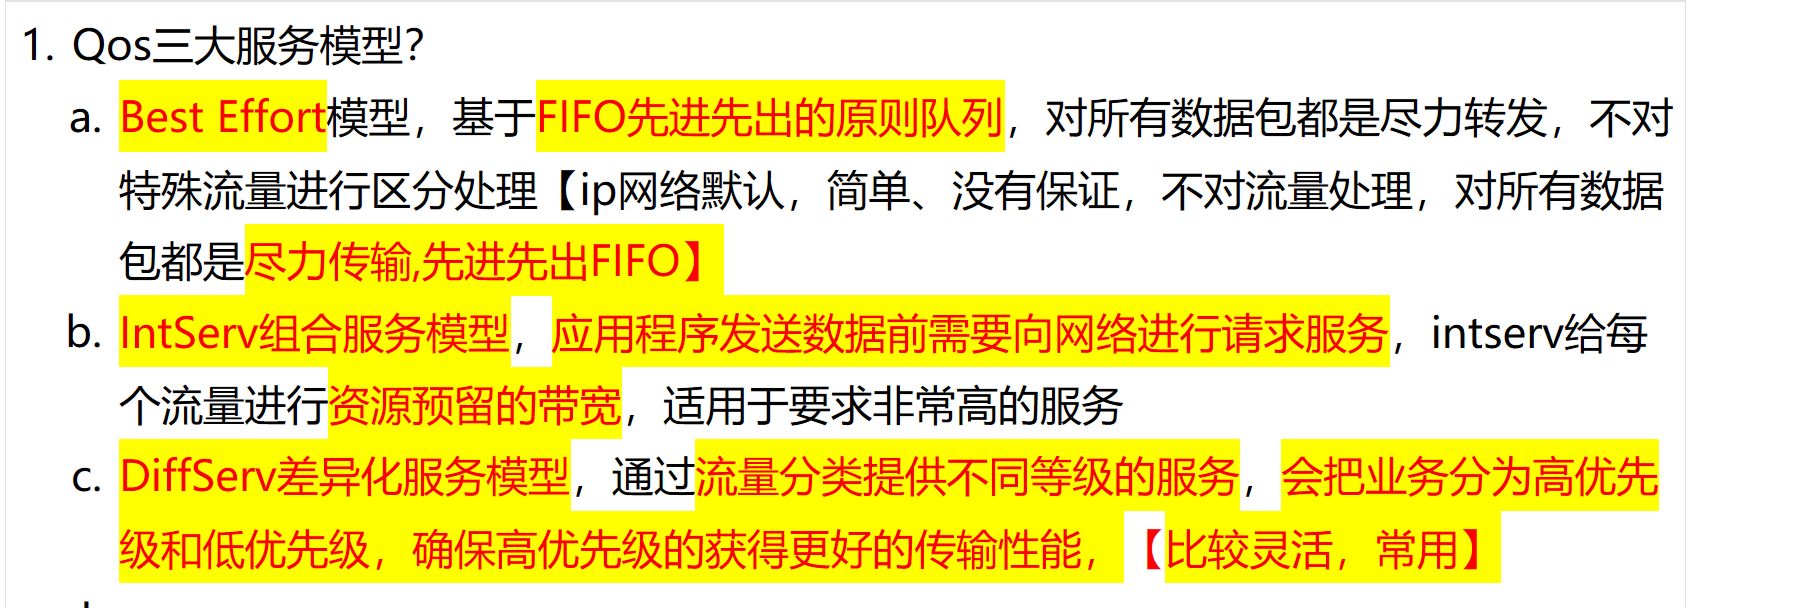 1. Qos三大服务模型?
a. Best Effort模型，基于FIFO先进先出的原则队列，对所有数据包都是尽力转发，不对
特殊流量进行区分处理【ip网络默认，简单、没有保证，不对流量处理，对所有数据
包都是尽力传输,先进先出FIFO】
b. IntServ组合服务模型，应用程序发送数据前需要向网络进行请求服务，intserv给每
个流量进行资源预留的带宽，适用于要求非常高的服务
c. DiffServ差异化服务模型，通过流量分类提供不同等级的服务，会把业务分为高优先
级和低优先级，确保高优先级的获得更好的传输性能，【比较灵活，常用】